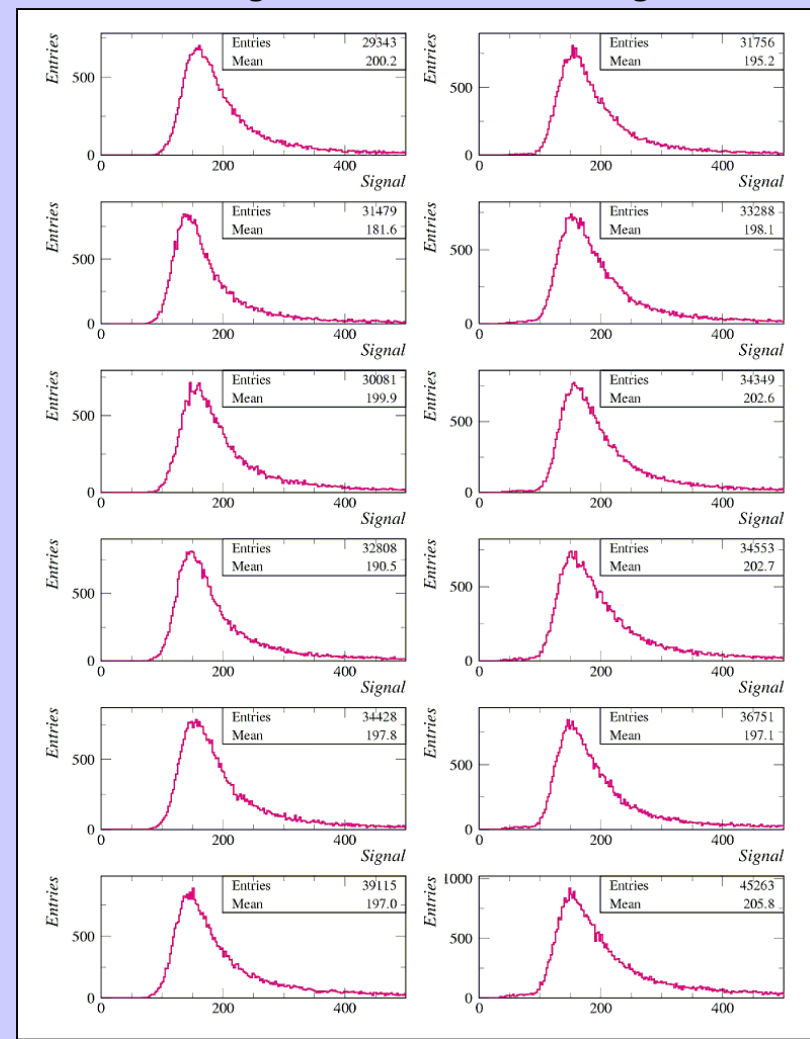 Entries 29343
Mean 200.2
Entries
500
0
0 200 400
Signal
Entries 31756
Mean 195.2
Entries
500
0
0 200 400
Signal
Entries 31479
Mean 181.6
Entries
500
0
0 200 400
Signal
Entries 33288
Mean 198.1
Entries
500
0
0 200 400
Signal
Entries 30081
Mean 199.9
Entries
500
0
0 200 400
Signal
Entries 34349
Mean 202.6
Entries
500
0
0 200 400
Signal
Entries 32808
Mean 190.5
Entries
500
0
0 200 400
Signal
Entries 34553
Mean 202.7
Entries
500
0
0 200 400
Signal
Entries 34428
Mean 197.8
Entries
500
0
0 200 400
Signal
Entries 36751
Mean 197.1
Entries
500
0
0 200 400
Signal
Entries 39115
Mean 197.0
Entries
500
0
0 200 400
Signal
Entries 45263
Mean 205.8
Entries
1000
500
0
0 200 400
Signal